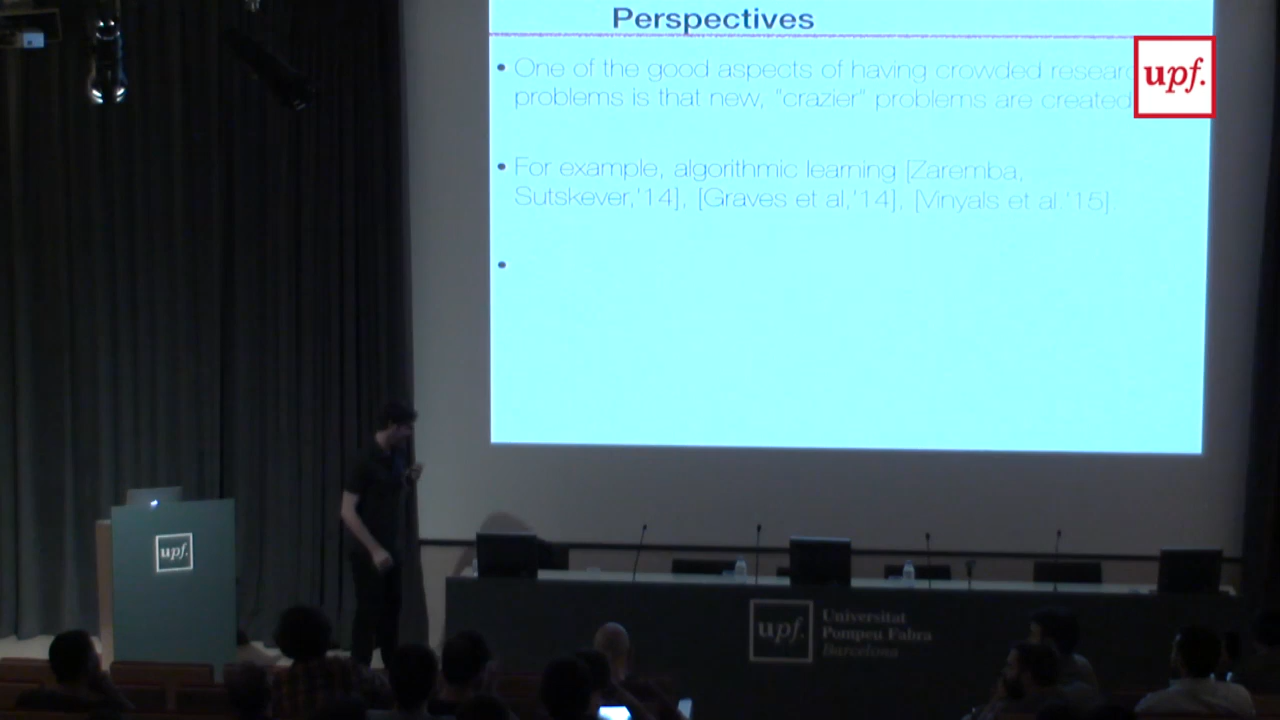 Perspectives
• One of the good aspects of having crowded resear
problems is that new, "crazier" problems are created
• For example, algorithmic learning [Zaremba,
Sutskever,'14], [Graves et al,'14], [Vinyals et al '15].
•
upf.
upf.
upf.
Universitat
Pompeu Fabra
Barcelona